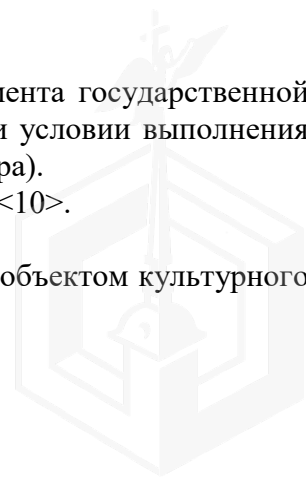 мента государственной
и условии выполнения
ра).
<10>.
объектом культурного